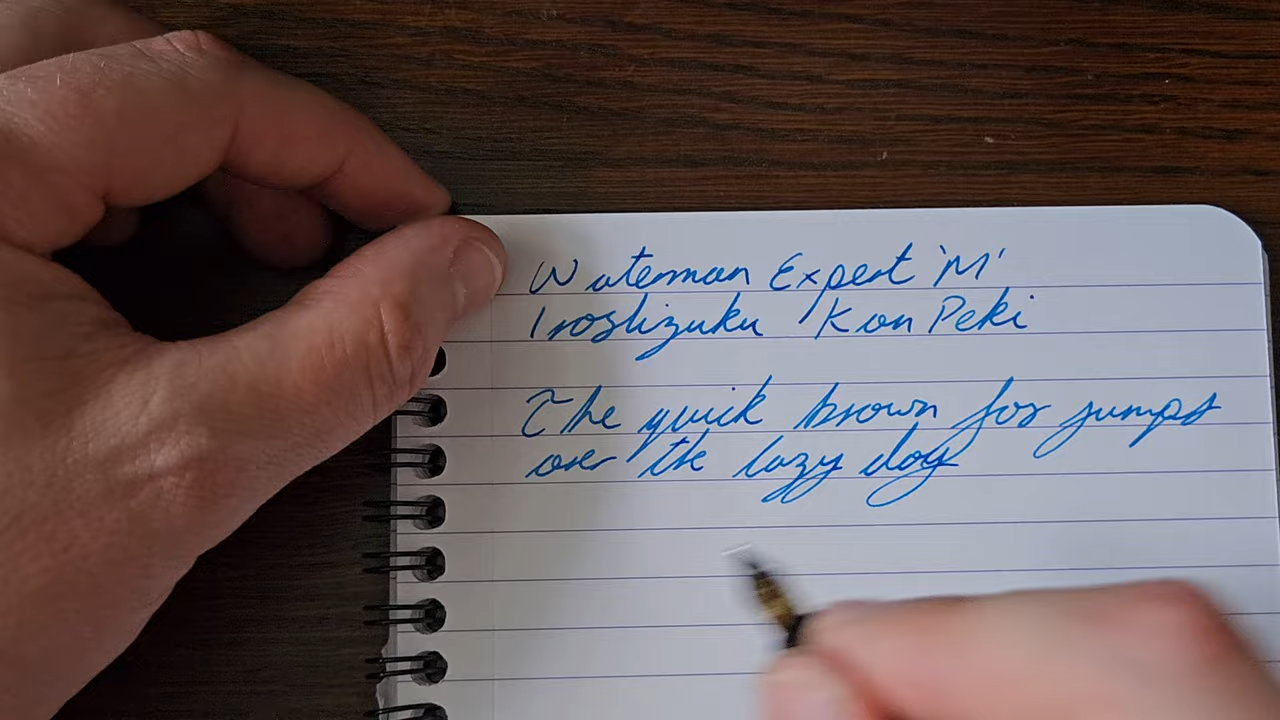 Waterman Expert 'M'
Iroshizuku Kon Peki
The quick brown fox jumps
over the lazy dog